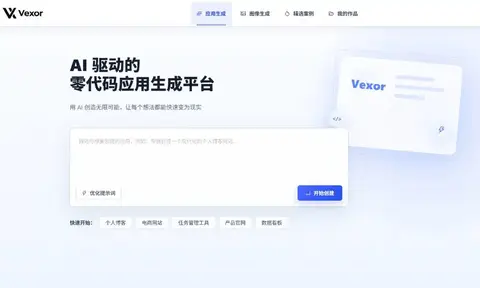 Vexor
应用生成
图像生成
精选案例
我的作品
AI 驱动的
零代码应用生成平台
用 AI 创造无限可能，让每个想法都能快速变为现实
Vexor
</>
优化提示词
开始创建
快速开始：
个人博客
电商网站
任务管理工具
产品官网
数据看板